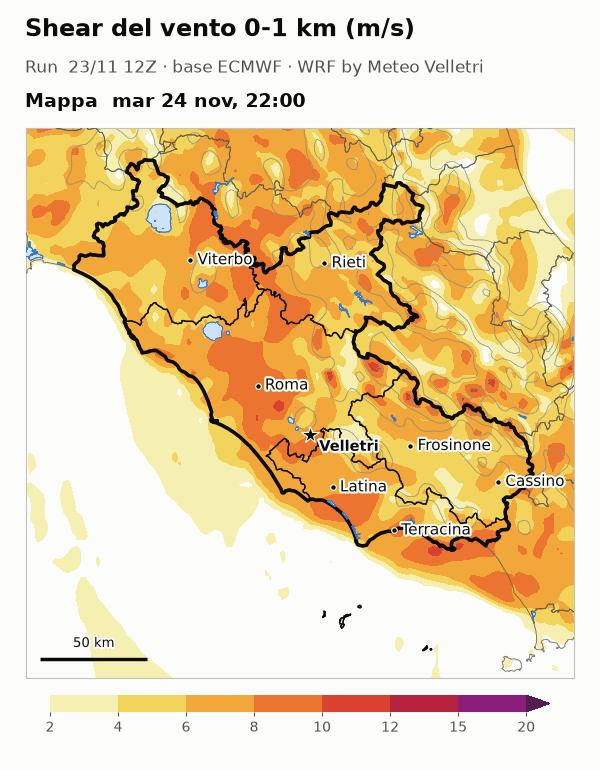 Shear del vento 0-1 km (m/s)
Run  23/11 12Z · base ECMWF · WRF by Meteo Velletri
Mappa  mar 24 nov, 22:00
Viterbo
Rieti
Roma
Velletri
Frosinone
Latina
Cassino
Terracina
50 km
2 4 6 8 10 12 15 20